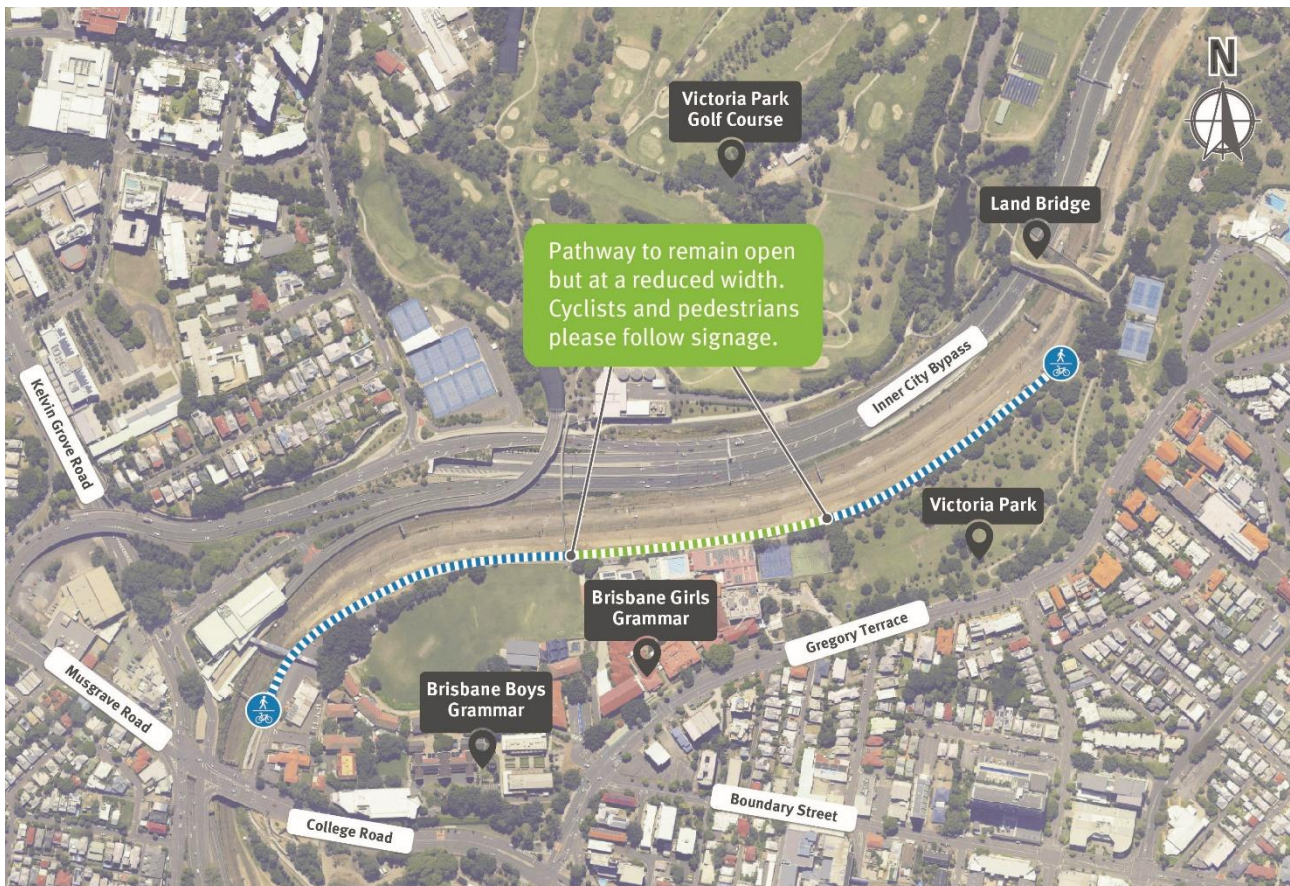 N
Victoria Park
Golf Course
Land Bridge
Pathway to remain open
but at a reduced width.
Cyclists and pedestrians
please follow signage.
Inner City Bypass
Kelvin Grove Road
Victoria Park
Brisbane Girls
Grammar
Gregory Terrace
Musgrave Road
Brisbane Boys
Grammar
Boundary Street
College Road